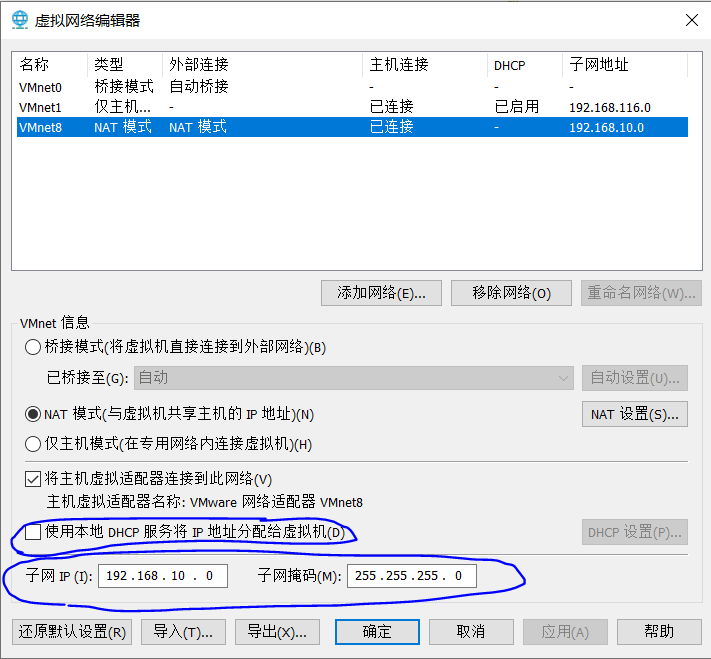 虚拟网络编辑器
名称 类型 外部连接 主机连接 DHCP 子网地址
VMnet0 桥接模式 自动桥接 - - -
VMnet1 仅主机... - 已连接 已启用 192.168.116.0
VMnet8 NAT 模式 NAT 模式 已连接 - 192.168.10.0
添加网络(E)... 移除网络(O) 重命名网络(W)...
VMnet 信息
桥接模式(将虚拟机直接连接到外部网络)(B)
已桥接至(G): 自动 自动设置(U)...
NAT 模式(与虚拟机共享主机的 IP 地址)(N) NAT 设置(S)...
仅主机模式(在专用网络内连接虚拟机)(H)
将主机虚拟适配器连接到此网络(V)
主机虚拟适配器名称: VMware 网络适配器 VMnet8
使用本地 DHCP 服务将 IP 地址分配给虚拟机(D) DHCP 设置(P)...
子网 IP (I): 192 . 168 . 10 . 0 子网掩码(M): 255 . 255 . 255 . 0
还原默认设置(R) 导入(T)... 导出(X)... 确定 取消 应用(A) 帮助